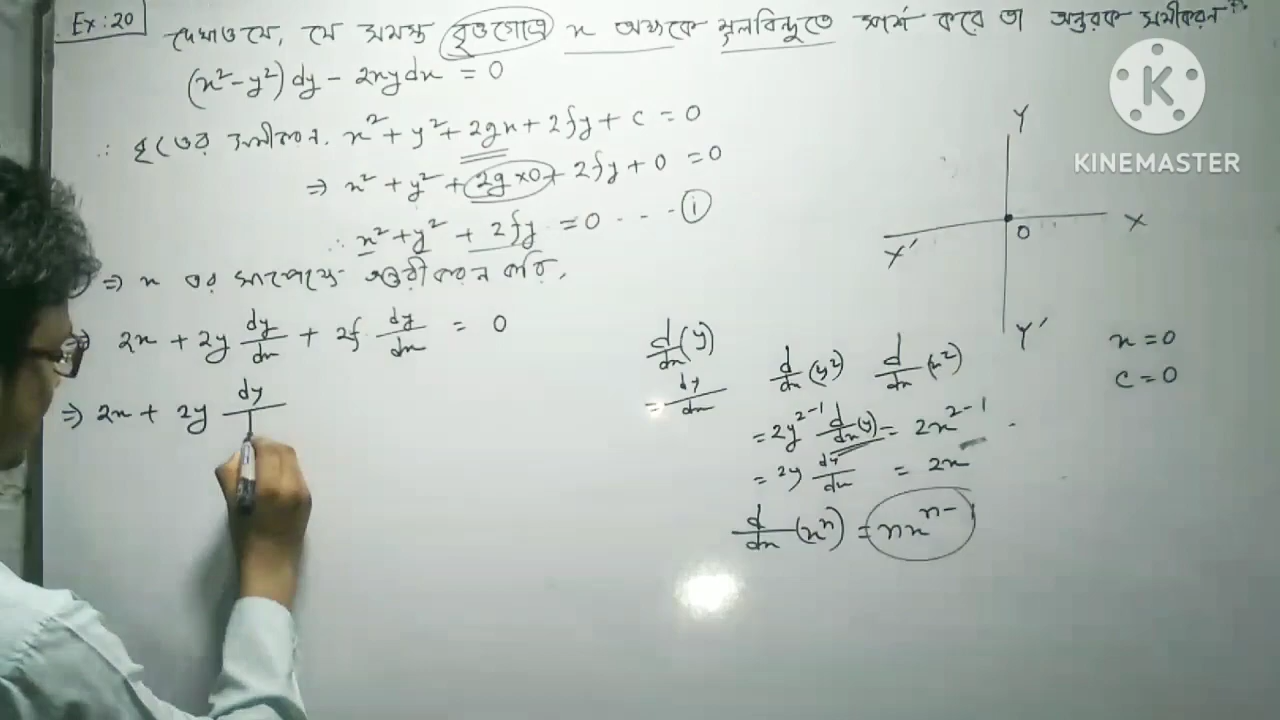 Ex: 20
দেখাও যে, যে সমস্ত বৃত্তগোত্র x অক্ষকে মূলবিন্দুতে স্পর্শ করে তা অন্তরক সমীকরণ
(x² - y²) dy - 2xy dx = 0
∴ বৃত্তের সমীকরণ, x² + y² + 2gx + 2fy + c = 0
⇒ x² + y² + 2g×0 + 2fy + 0 = 0
∴ x² + y² + 2fy = 0 - - - ①
⇒ x এর সাপেক্ষে অন্তরীকরণ করি,
⇒ 2x + 2y dy/dx + 2f dy/dx = 0
⇒ 2x + 2y dy
d/dx (y)
= dy/dx
d/dx (y²)
= 2y²⁻¹ d/dx (y)
= 2y dy/dx
d/dx (x²)
= 2x²⁻¹
= 2x
d/dx (xⁿ) = nxⁿ⁻
Y
X'
O
X
Y'
x = 0
c = 0
K
KINEMASTER